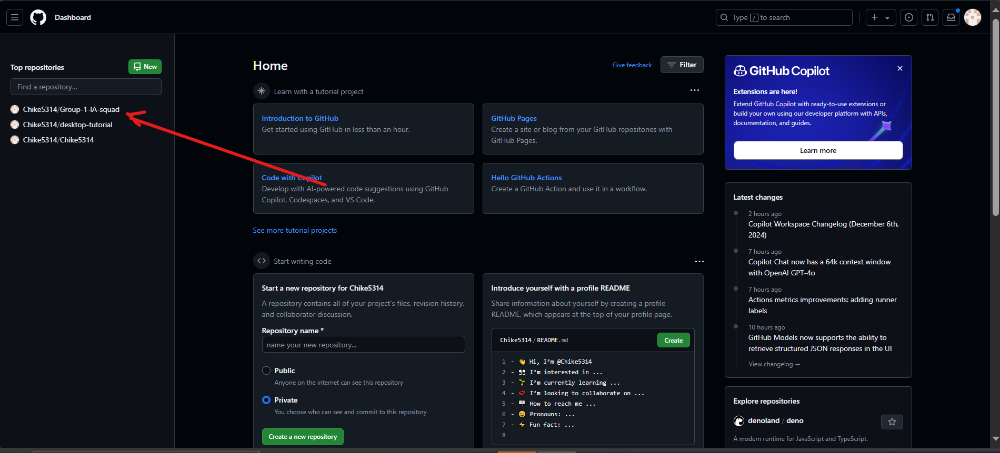 Dashboard
Type / to search
Top repositories
New
Find a repository...
Chike5314/Group-1-IA-squad
Chike5314/desktop-tutorial
Chike5314/Chike5314
Home
Give feedback
Filter
Learn with a tutorial project
Introduction to GitHub
Get started using GitHub in less than an hour.
GitHub Pages
Create a site or blog from your GitHub repositories with
GitHub Pages.
Code with Copilot
Develop with AI-powered code suggestions using GitHub
Copilot, Codespaces, and VS Code.
Hello GitHub Actions
Create a GitHub Action and use it in a workflow.
See more tutorial projects
Start writing code
Start a new repository for Chike5314
A repository contains all of your project's files, revision history,
and collaborator discussion.
Repository name *
name your new repository...
Public
Anyone on the internet can see this repository
Private
You choose who can see and commit to this repository
Create a new repository
Introduce yourself with a profile README
Share information about yourself by creating a profile
README, which appears at the top of your profile page.
Chike5314 / README.md
Create
1 - 👋 Hi, I’m @Chike5314
2 - 👀 I’m interested in ...
3 - 🌱 I’m currently learning ...
4 - 💞️ I’m looking to collaborate on ...
5 - 📫 How to reach me ...
6 - 😄 Pronouns: ...
7 - ⚡ Fun fact: ...
8
GitHub Copilot
Extensions are here!
Extend GitHub Copilot with ready-to-use extensions or
build your own using our developer platform with APIs,
documentation, and guides.
Learn more
Latest changes
2 hours ago
Copilot Workspace Changelog (December 6th,
2024)
7 hours ago
Copilot Chat now has a 64k context window
with OpenAI GPT-4o
7 hours ago
Actions metrics improvements: adding runner
labels
10 hours ago
GitHub Models now supports the ability to
retrieve structured JSON responses in the UI
View changelog →
Explore repositories
denoland / deno
A modern runtime for JavaScript and TypeScript.